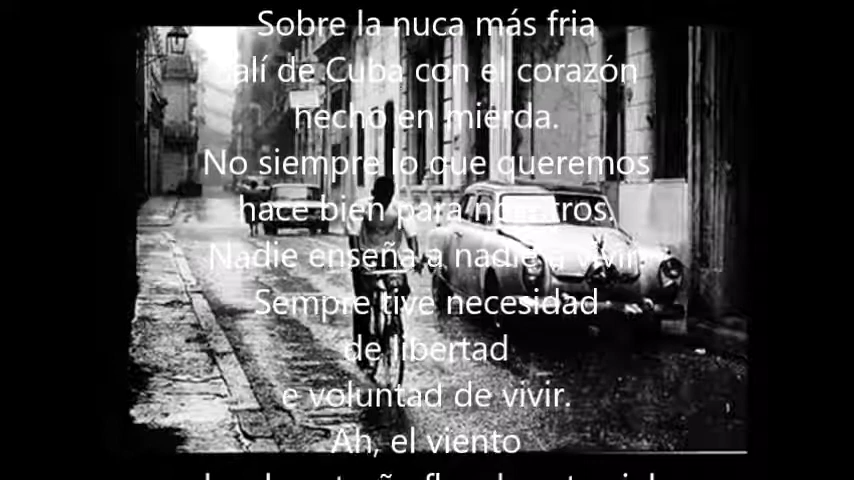 Sobre la nuca más fria
Salí de Cuba con el corazón
hecho en mierda.
No siempre lo que queremos
hace bien para nosotros.
Nadie enseña a nadie a vivir.
Sempre tive necesidad
de libertad
e voluntad de vivir.
Ah, el viento